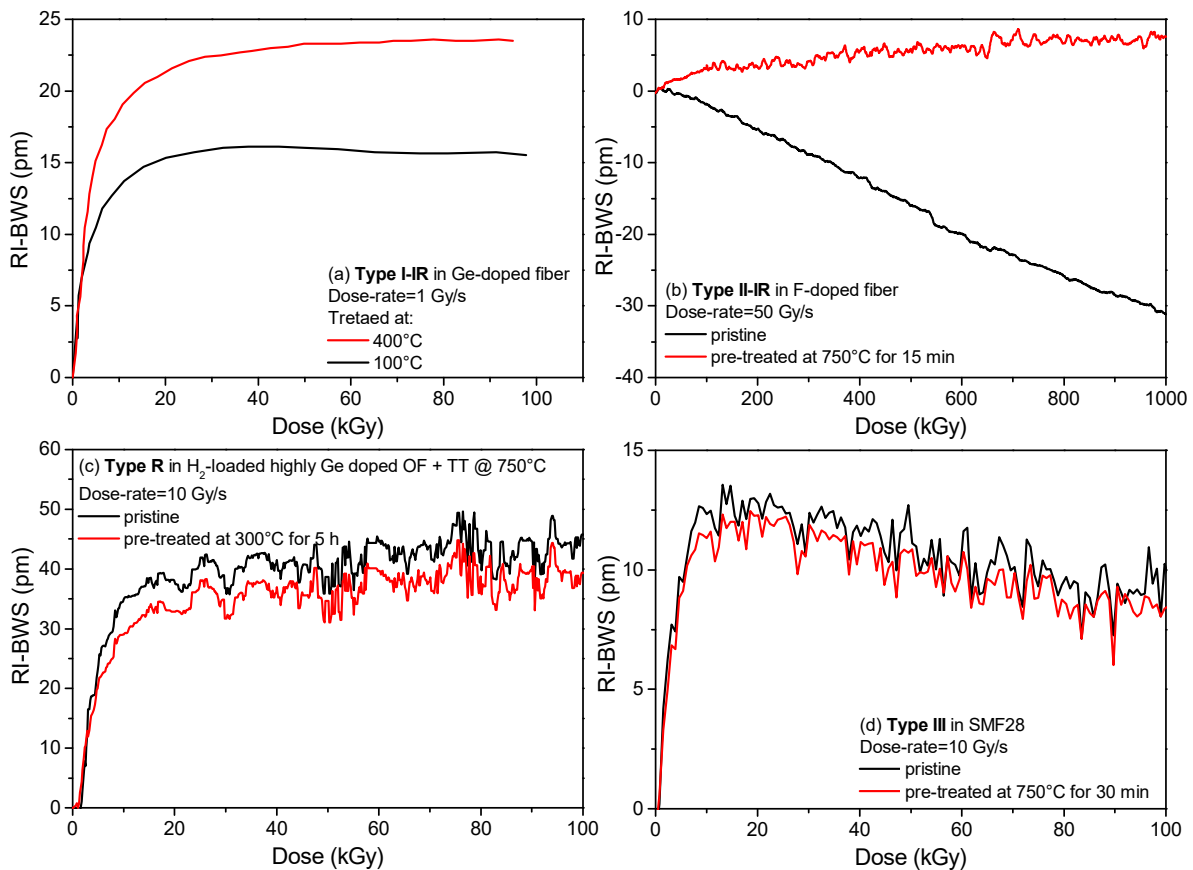 25
20
15
10
5
0
RI-BWS (pm)
0 20 40 60 80 100
Dose (kGy)
(a) Type I-IR in Ge-doped fiber
Dose-rate=1 Gy/s
Tretaed at:
400°C
100°C
10
0
-10
-20
-30
-40
RI-BWS (pm)
0 200 400 600 800 1000
Dose (kGy)
(b) Type II-IR in F-doped fiber
Dose-rate=50 Gy/s
pristine
pre-treated at 750°C for 15 min
60
50
40
30
20
10
0
RI-BWS (pm)
0 20 40 60 80 100
Dose (kGy)
(c) Type R in H₂-loaded highly Ge doped OF + TT @ 750°C
Dose-rate=10 Gy/s
pristine
pre-treated at 300°C for 5 h
15
10
5
0
RI-BWS (pm)
0 20 40 60 80 100
Dose (kGy)
(d) Type III in SMF28
Dose-rate=10 Gy/s
pristine
pre-treated at 750°C for 30 min